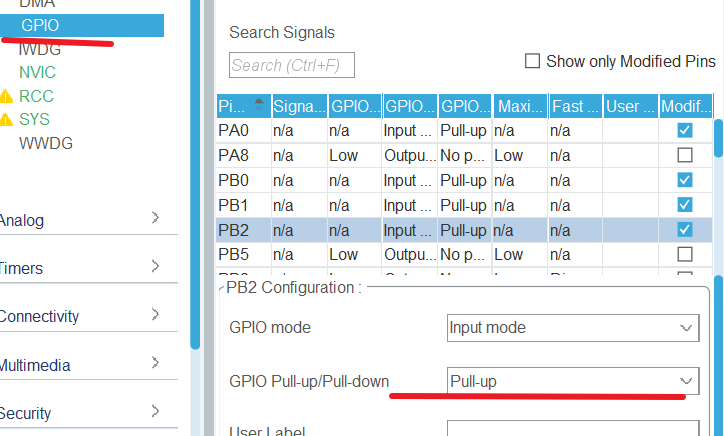 DMA
GPIO
IWDG
NVIC
RCC
SYS
WWDG
Analog
Timers
Connectivity
Multimedia
Security
Search Signals
Search (Ctrl+F)
Show only Modified Pins
Pi... Signa... GPIO... GPIO... GPIO... Maxi... Fast ... User ... Modif...
PA0 n/a n/a Input ... Pull-up n/a n/a
PA8 n/a Low Outpu... No p... Low n/a
PB0 n/a n/a Input ... Pull-up n/a n/a
PB1 n/a n/a Input ... Pull-up n/a n/a
PB2 n/a n/a Input ... Pull-up n/a n/a
PB5 n/a Low Outpu... No p... Low n/a
PB2 Configuration :
GPIO mode Input mode
GPIO Pull-up/Pull-down Pull-up
User Label